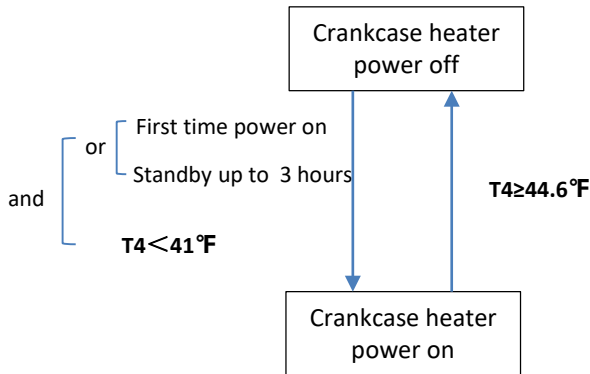 Crankcase heater
power off
First time power on
or
Standby up to 3 hours
and
T4≥44.6℉
T4＜41℉
Crankcase heater
power on